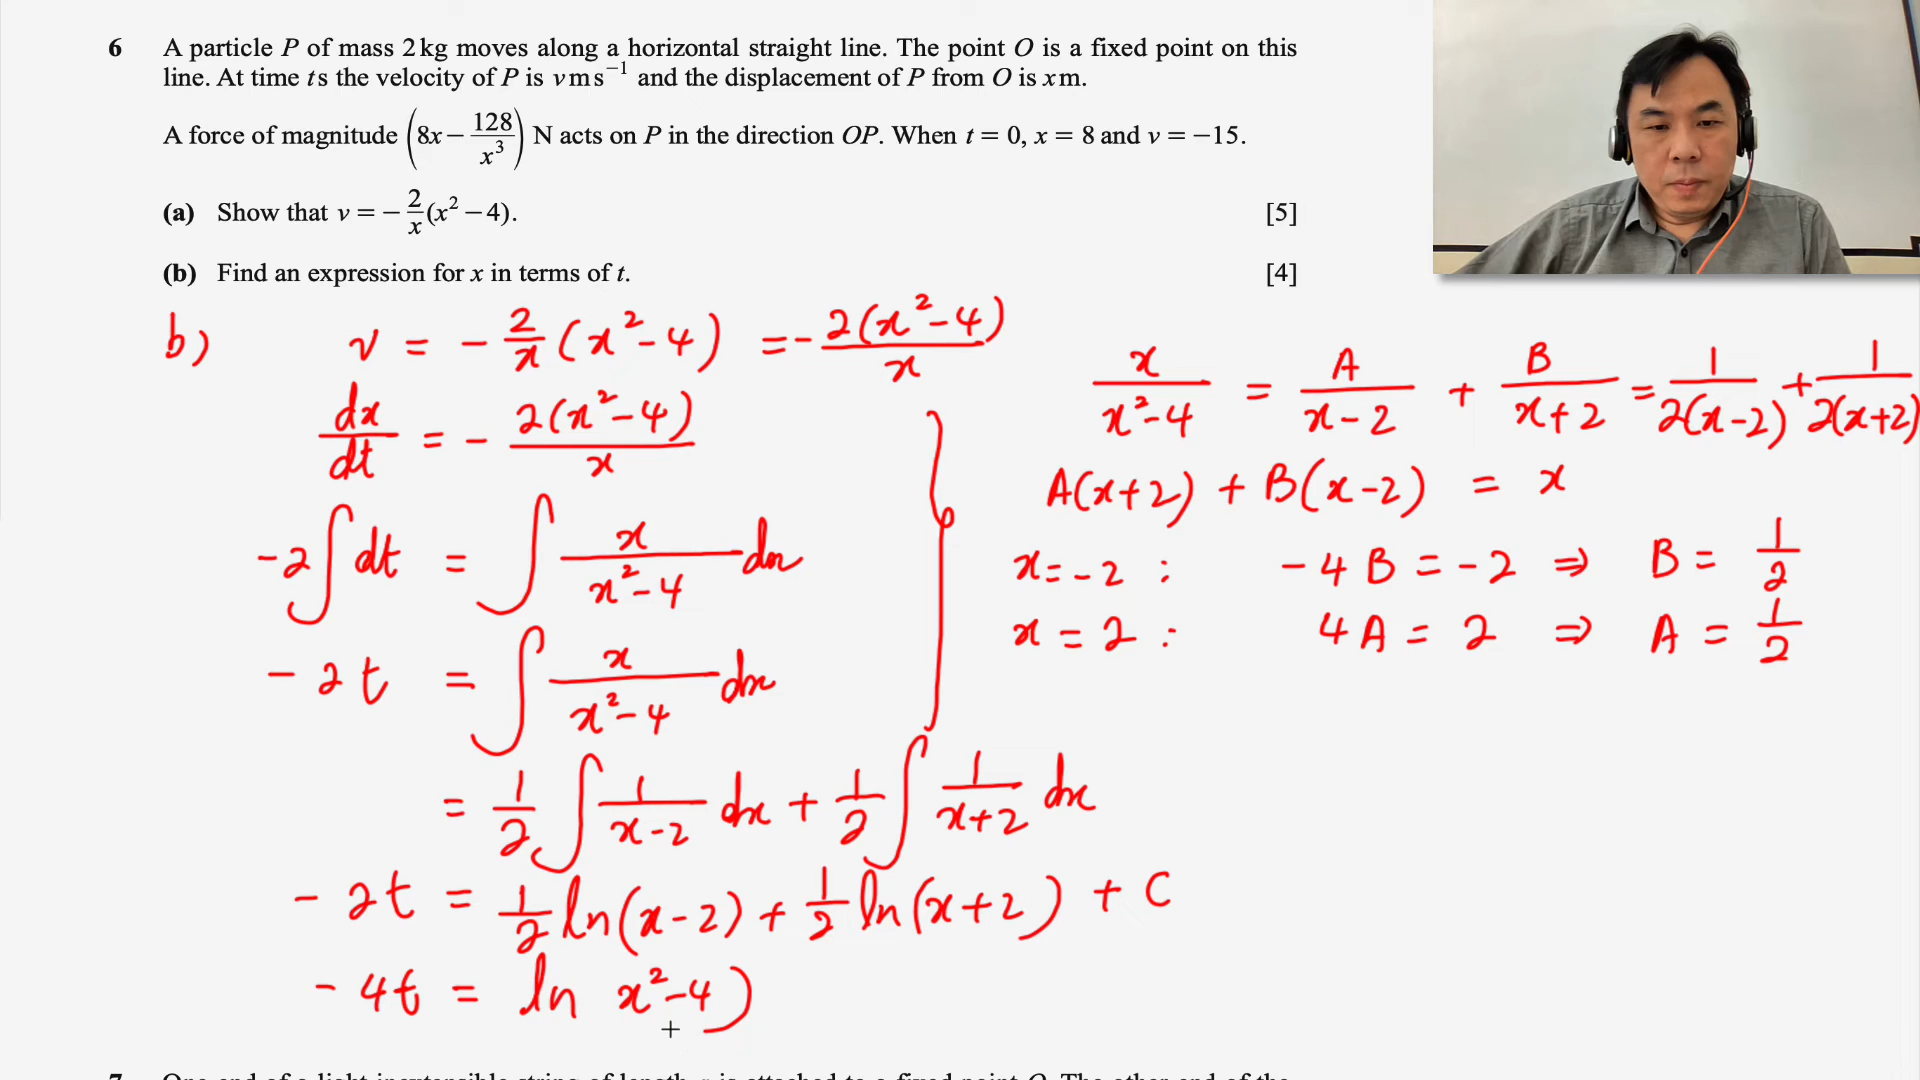 6 A particle P of mass 2 kg moves along a horizontal straight line. The point O is a fixed point on this
line. At time t s the velocity of P is v m s⁻¹ and the displacement of P from O is x m.
A force of magnitude (8x − 128/x³) N acts on P in the direction OP. When t = 0, x = 8 and v = −15.
(a) Show that v = −2/x(x² − 4). [5]
(b) Find an expression for x in terms of t. [4]
b) v = −2/x(x² − 4) = −2(x² − 4)/x
dx/dt = −2(x² − 4)/x
−2∫dt = ∫ x/(x² − 4) dx
−2t = ∫ x/(x² − 4) dx
= 1/2 ∫ 1/(x − 2) dx + 1/2 ∫ 1/(x + 2) dx
−2t = 1/2 ln(x − 2) + 1/2 ln(x + 2) + C
−4t = ln x² − 4)
x/(x² − 4) = A/(x − 2) + B/(x + 2) = 1/2(x − 2) + 1/2(x + 2)
A(x + 2) + B(x − 2) = x
x = −2 : −4B = −2 ⇒ B = 1/2
x = 2 : 4A = 2 ⇒ A = 1/2